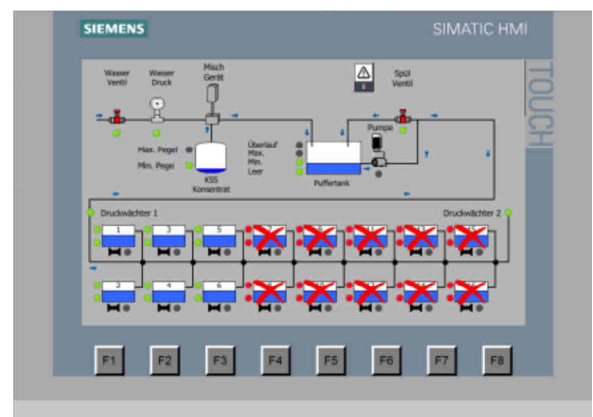 SIEMENS
SIMATIC HMI
TOUCH
Wasser
Ventil
Wasser
Druck
Misch
Gerät
Spül
Ventil
Pumpe
Max. Pegel
Min. Pegel
KSS
Konsentrat
Überlauf
Max.
Min.
Leer
Puffertank
Druckwächter 1
Druckwächter 2
1 3 5
2 4 6
F1 F2 F3 F4 F5 F6 F7 F8